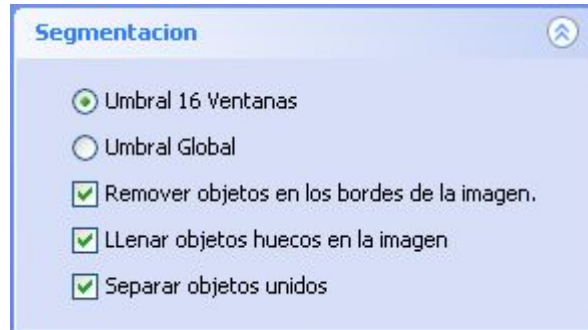 Segmentacion
Umbral 16 Ventanas
Umbral Global
Remover objetos en los bordes de la imagen.
LLenar objetos huecos en la imagen
Separar objetos unidos